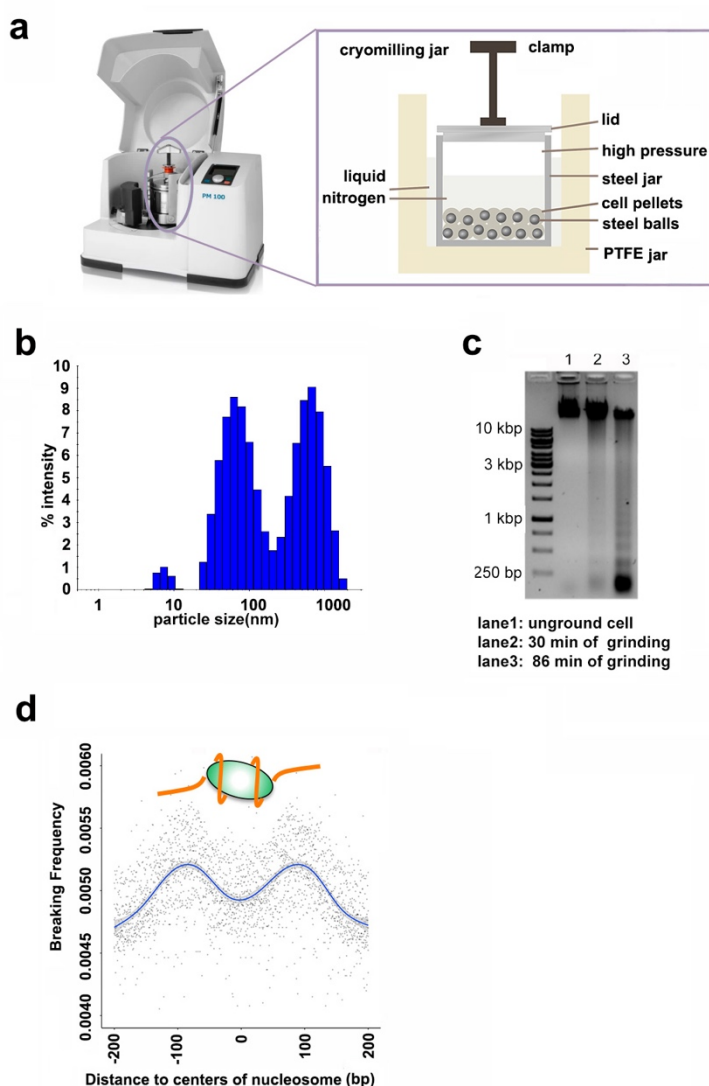 a
PM 100
cryomilling jar
clamp
lid
high pressure
steel jar
cell pellets
steel balls
PTFE jar
liquid
nitrogen
b
10
9
8
7
6
5
4
3
2
1
0
% intensity
1 10 100 1000
particle size(nm)
c
1 2 3
10 kbp
3 kbp
1 kbp
250 bp
lane1: unground cell
lane2: 30 min of grinding
lane3: 86 min of grinding
d
0.0060
0.0055
0.0050
0.0045
0.0040
Breaking Frequency
-200 -100 0 100 200
Distance to centers of nucleosome (bp)